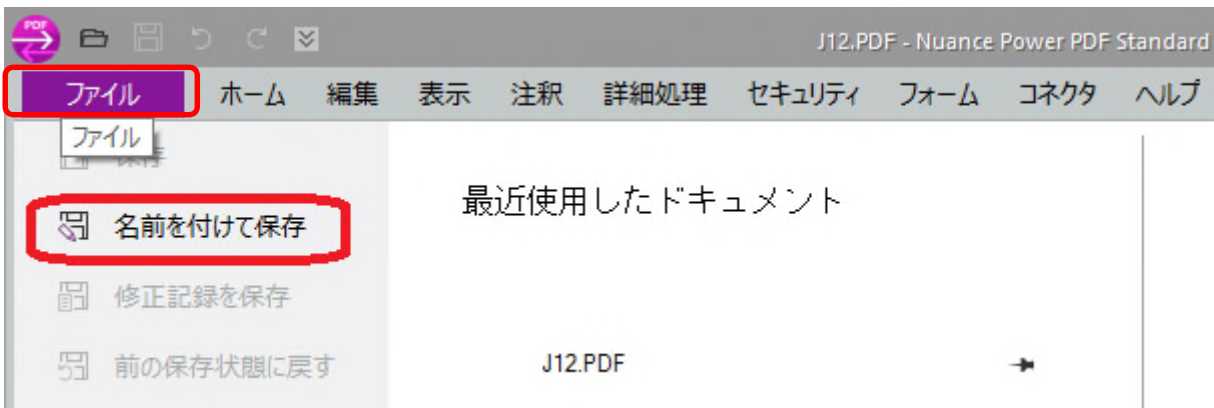 PDF
J12.PDF - Nuance Power PDF Standard
ファイル ホーム 編集 表示 注釈 詳細処理 セキュリティ フォーム コネクタ ヘルプ
ファイル
保存
最近使用したドキュメント
名前を付けて保存
修正記録を保存
前の保存状態に戻す
J12.PDF